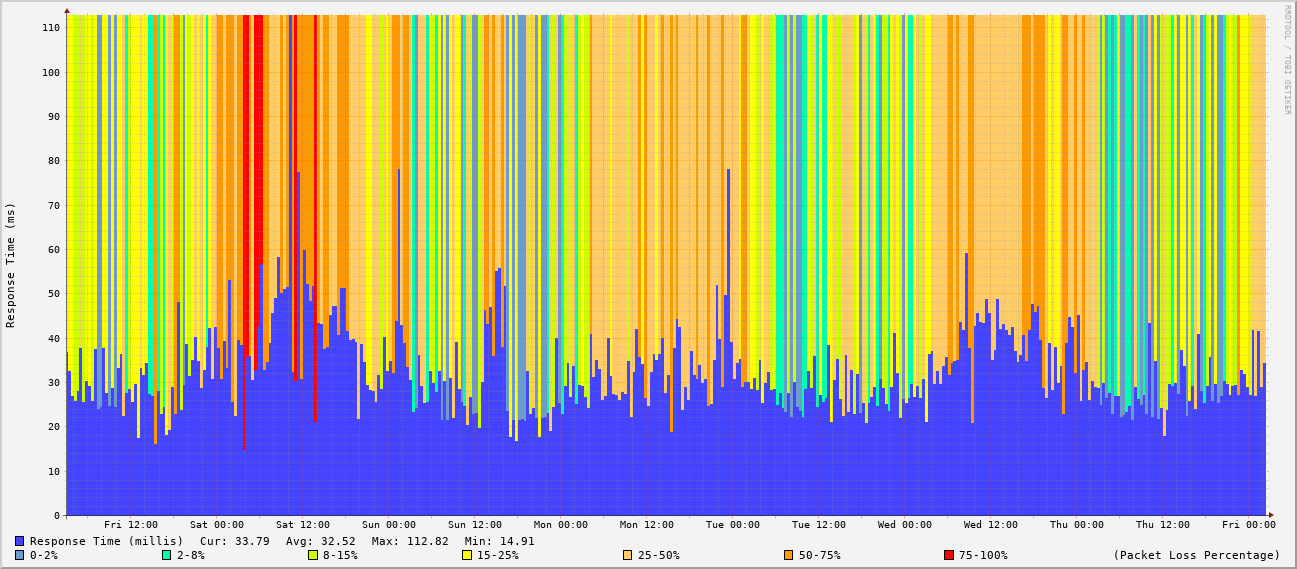 RRDTOOL / TOBI OETIKER
Response Time (ms)
110
100
90
80
70
60
50
40
30
20
10
0
Fri 12:00 Sat 00:00 Sat 12:00 Sun 00:00 Sun 12:00 Mon 00:00 Mon 12:00 Tue 00:00 Tue 12:00 Wed 00:00 Wed 12:00 Thu 00:00 Thu 12:00 Fri 00:00
Response Time (millis) Cur: 33.79 Avg: 32.52 Max: 112.82 Min: 14.91
0-2% 2-8% 8-15% 15-25% 25-50% 50-75% 75-100% (Packet Loss Percentage)